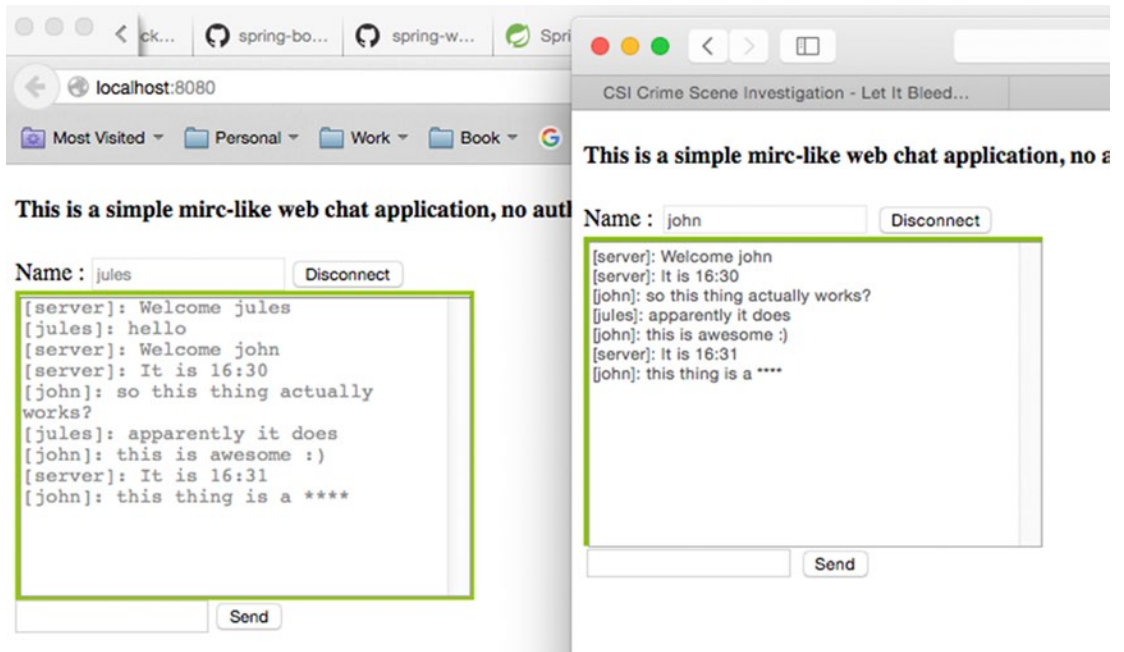 ck...
spring-bo...
spring-w...
Spri
localhost:8080
Most Visited
Personal
Work
Book
G
This is a simple mirc-like web chat application, no aut
Name :
jules
Disconnect
[server]: Welcome jules
[jules]: hello
[server]: Welcome john
[server]: It is 16:30
[john]: so this thing actually
works?
[jules]: apparently it does
[john]: this is awesome :)
[server]: It is 16:31
[john]: this thing is a ****
Send
CSI Crime Scene Investigation - Let It Bleed...
This is a simple mirc-like web chat application, no a
Name :
john
Disconnect
[server]: Welcome john
[server]: It is 16:30
[john]: so this thing actually works?
[jules]: apparently it does
[john]: this is awesome :)
[server]: It is 16:31
[john]: this thing is a ****
Send